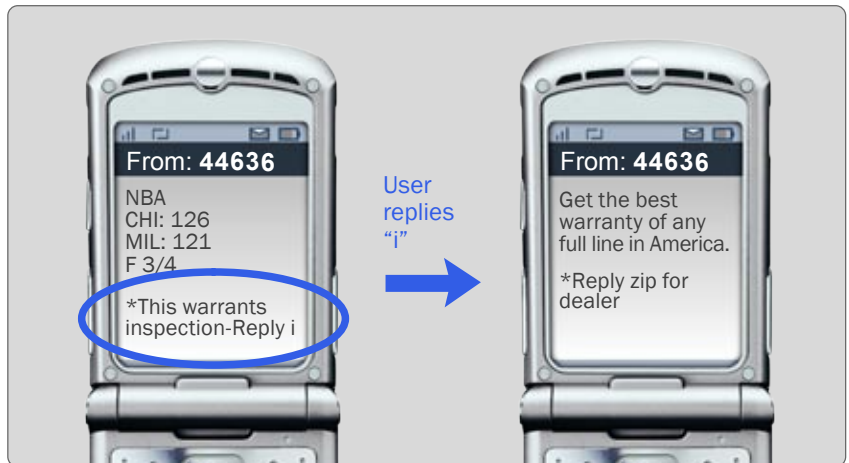 From: 44636
NBA
CHI: 126
MIL: 121
F 3/4
*This warrants
inspection-Reply i
User
replies
“i”
From: 44636
Get the best
warranty of any
full line in America.
*Reply zip for
dealer